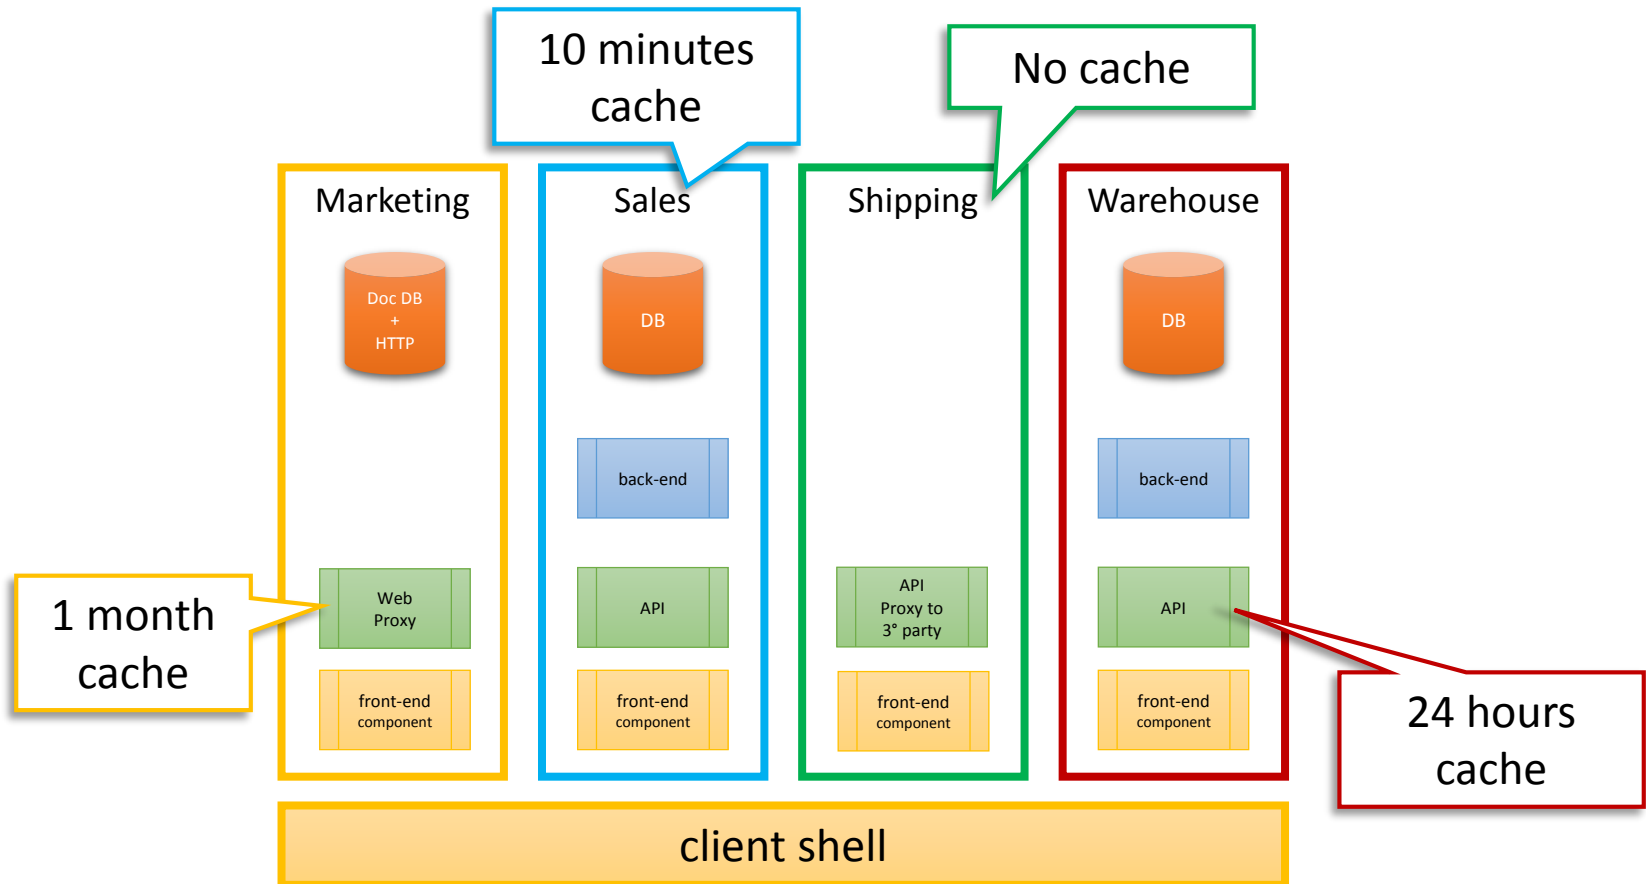 10 minutes
cache
No cache
Marketing
Sales
Shipping
Warehouse
Doc DB
+
HTTP
DB
DB
back-end
back-end
1 month
cache
Web
Proxy
API
API
Proxy to
3° party
API
front-end
component
front-end
component
front-end
component
front-end
component
24 hours
cache
client shell